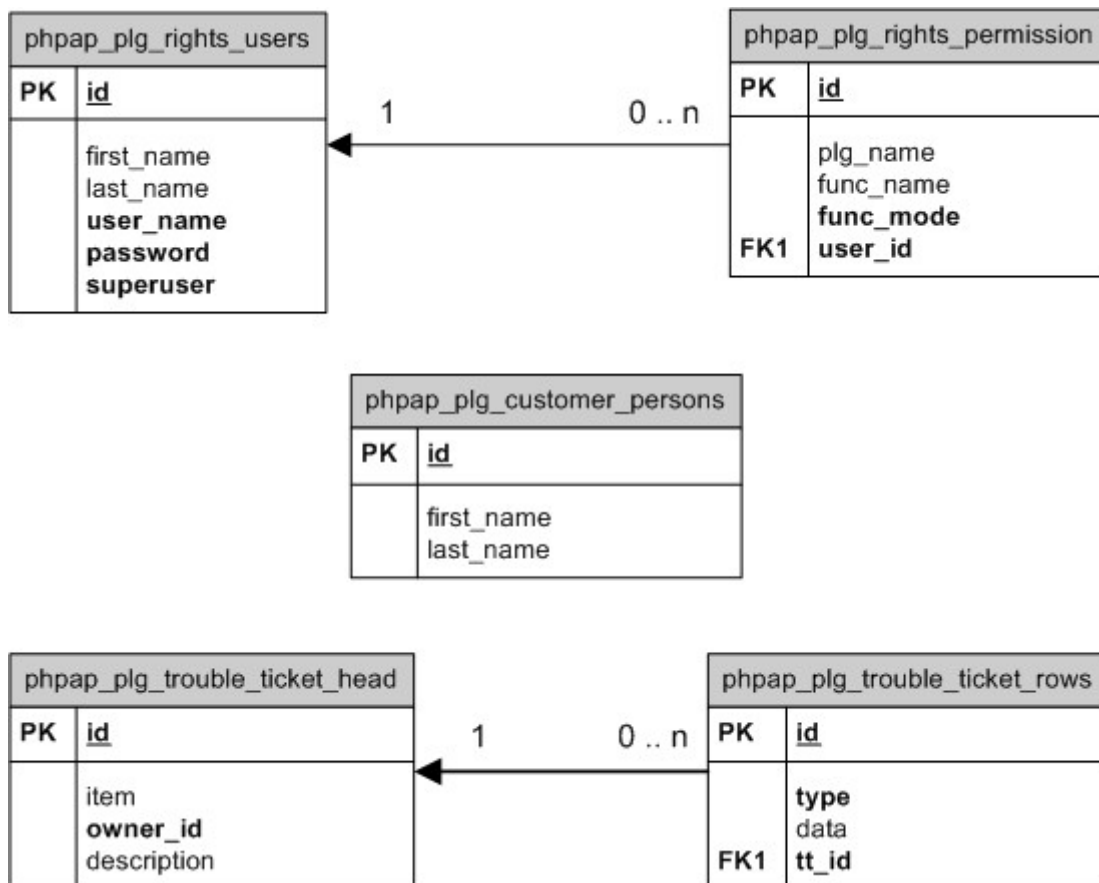 phpap_plg_rights_users
PK id
first_name
last_name
user_name
password
superuser
1 0 .. n
phpap_plg_rights_permission
PK id
plg_name
func_name
func_mode
FK1 user_id
phpap_plg_customer_persons
PK id
first_name
last_name
phpap_plg_trouble_ticket_head
PK id
item
owner_id
description
1 0 .. n
phpap_plg_trouble_ticket_rows
PK id
type
data
FK1 tt_id